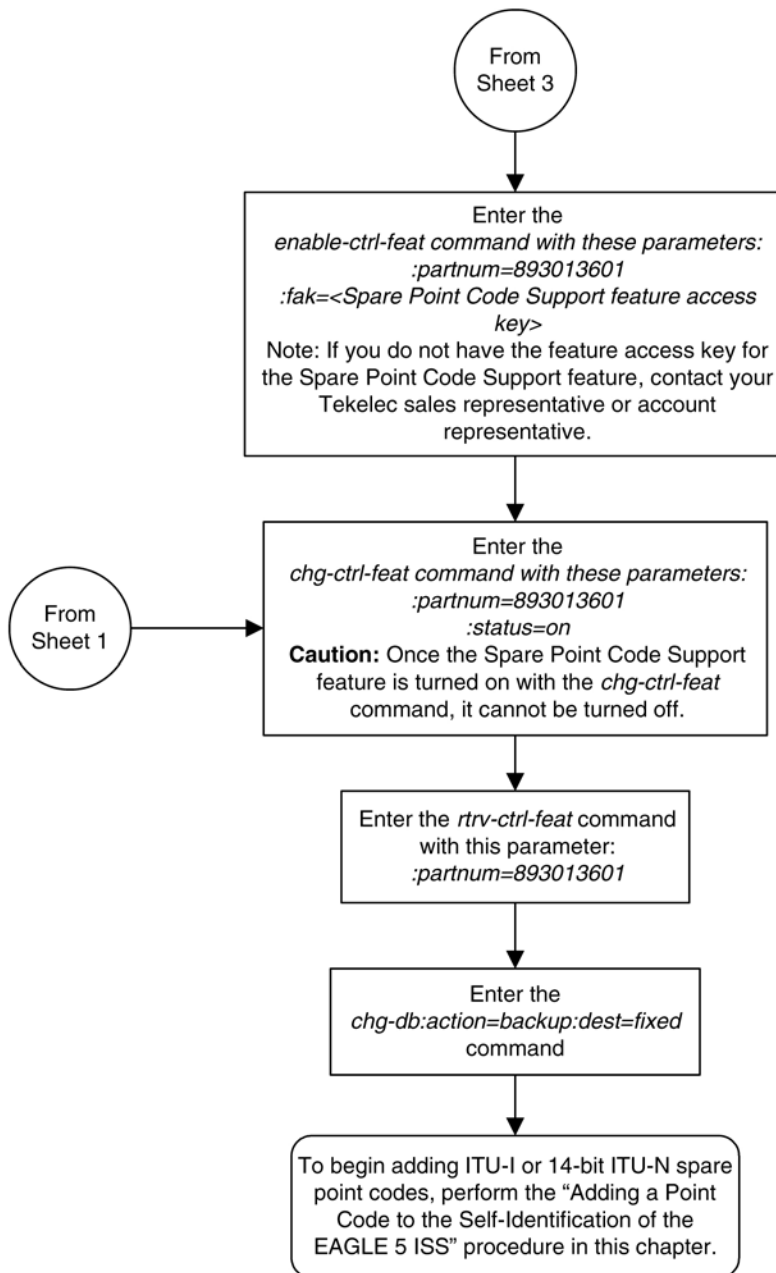 From
Sheet 3
Enter the
enable-ctrl-feat command with these parameters:
:partnum=893013601
:fak=<Spare Point Code Support feature access
key>
Note: If you do not have the feature access key for
the Spare Point Code Support feature, contact your
Tekelec sales representative or account
representative.
From
Sheet 1
Enter the
chg-ctrl-feat command with these parameters:
:partnum=893013601
:status=on
Caution: Once the Spare Point Code Support
feature is turned on with the chg-ctrl-feat
command, it cannot be turned off.
Enter the rtrv-ctrl-feat command
with this parameter:
:partnum=893013601
Enter the
chg-db:action=backup:dest=fixed
command
To begin adding ITU-I or 14-bit ITU-N spare
point codes, perform the “Adding a Point
Code to the Self-Identification of the
EAGLE 5 ISS” procedure in this chapter.